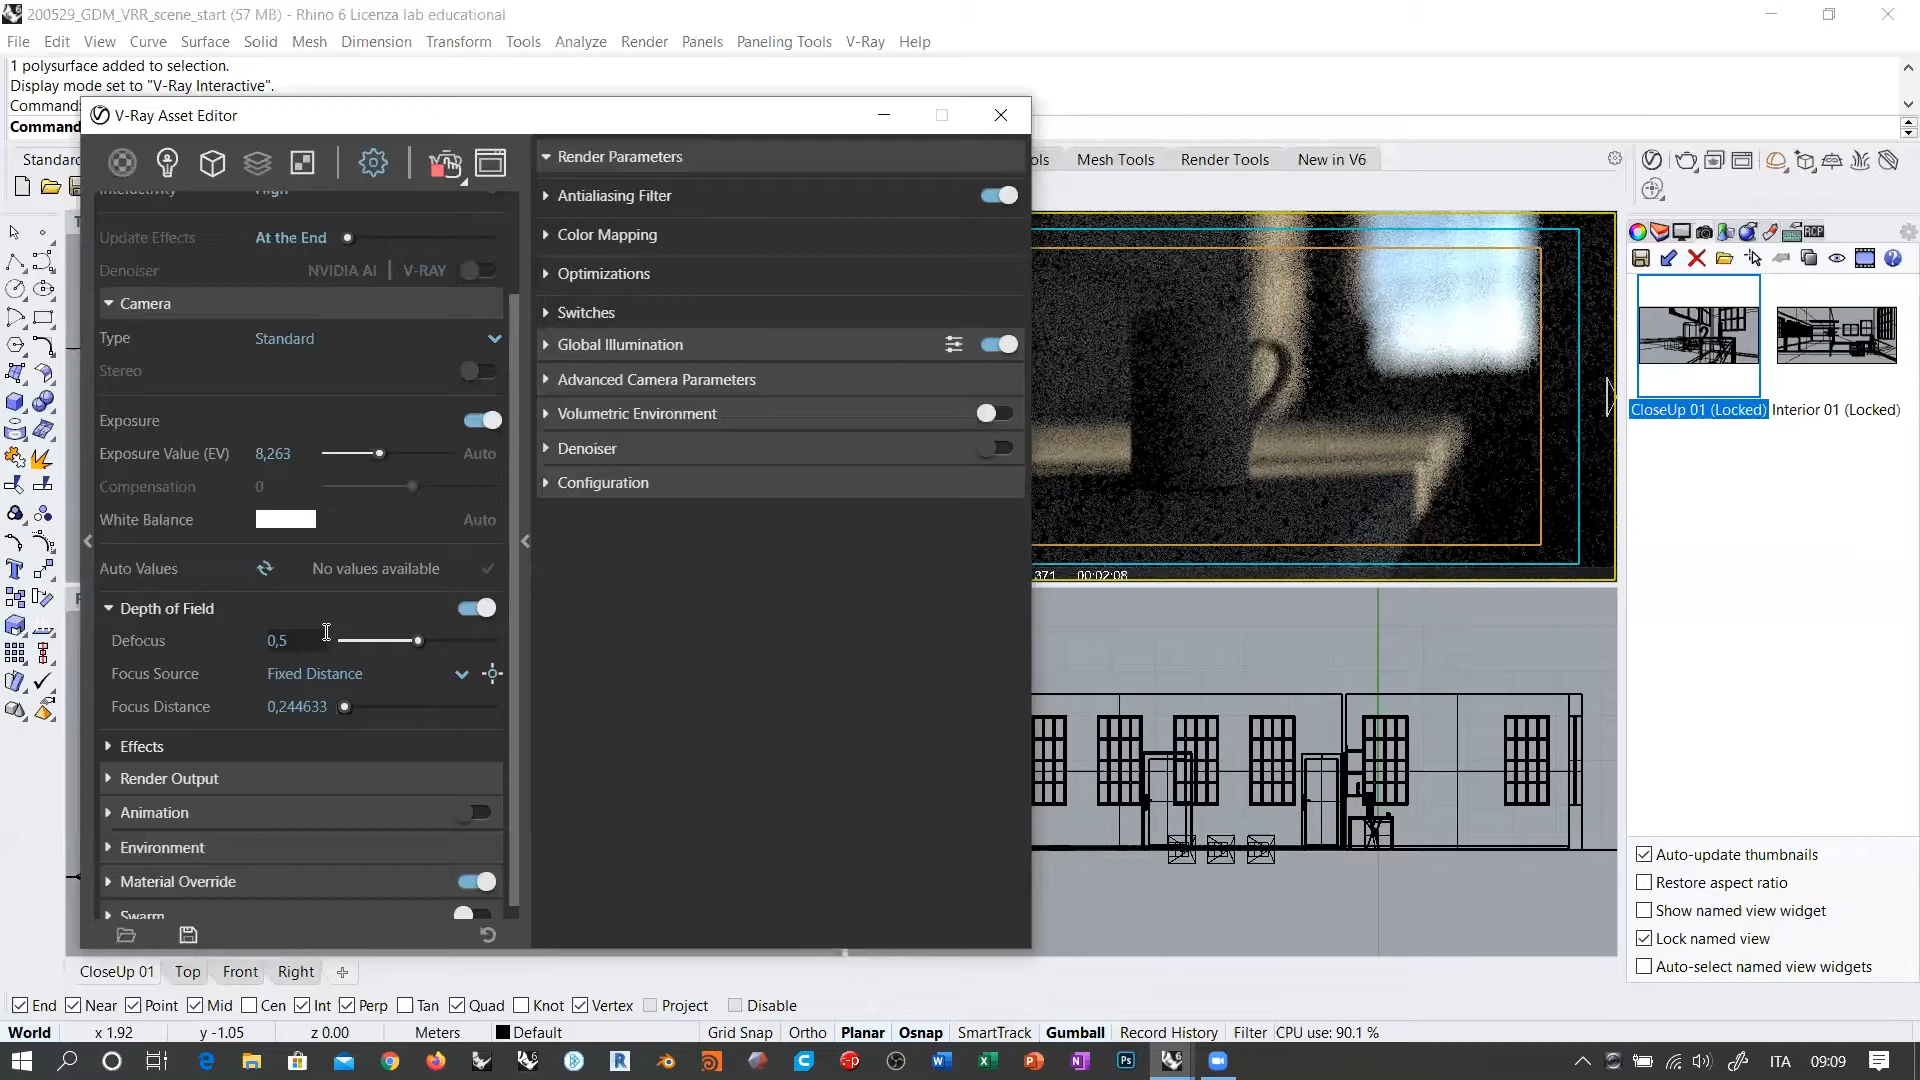 200529_GDM_VRR_scene_start (57 MB) - Rhino 6 Licenza lab educational
File Edit View Curve Surface Solid Mesh Dimension Transform Tools Analyze Render Panels Paneling Tools V-Ray Help
1 polysurface added to selection.
Display mode set to "V-Ray Interactive".
Comman
Command
V-Ray Asset Editor
Standar
ols Mesh Tools Render Tools New in V6
Render Parameters
Antialiasing Filter
Color Mapping
Optimizations
Switches
Global Illumination
Advanced Camera Parameters
Volumetric Environment
Denoiser
Configuration
Interactivity High
Update Effects At the End
Denoiser NVIDIA AI | V-RAY
Camera
Type Standard
Stereo
Exposure
Exposure Value (EV) 8,263 Auto
Compensation 0
White Balance Auto
Auto Values No values available
Depth of Field
Defocus 0,5
Focus Source Fixed Distance
Focus Distance 0,244633
Effects
Render Output
Animation
Environment
Material Override
Swarm
371 00:02:08
RCP
CloseUp 01 (Locked) Interior 01 (Locked)
Auto-update thumbnails
Restore aspect ratio
Show named view widget
Lock named view
Auto-select named view widgets
CloseUp 01 Top Front Right
End Near Point Mid Cen Int Perp Tan Quad Knot Vertex Project Disable
World x 1.92 y -1.05 z 0.00 Meters Default Grid Snap Ortho Planar Osnap SmartTrack Gumball Record History Filter CPU use: 90.1 %
ITA 09:09